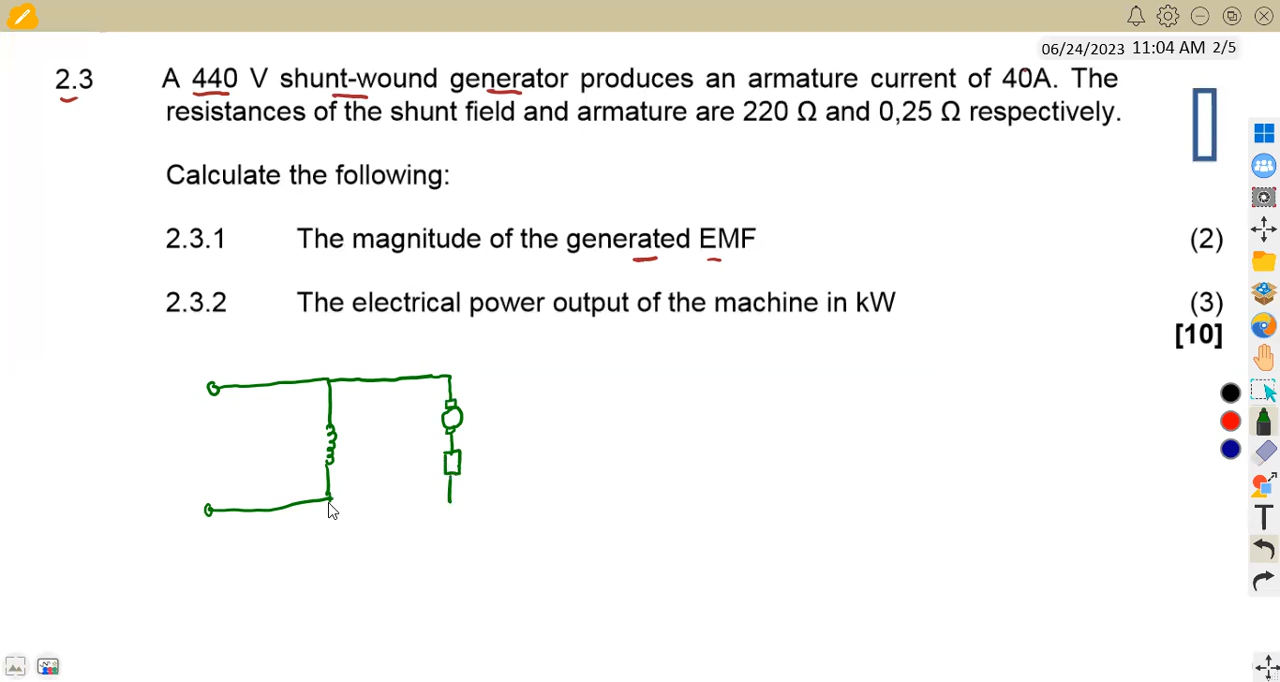 06/24/2023 11:04 AM 2/5
2.3 A 440 V shunt-wound generator produces an armature current of 40A. The
resistances of the shunt field and armature are 220 Ω and 0,25 Ω respectively.
Calculate the following:
2.3.1 The magnitude of the generated EMF (2)
2.3.2 The electrical power output of the machine in kW (3)
[10]
T